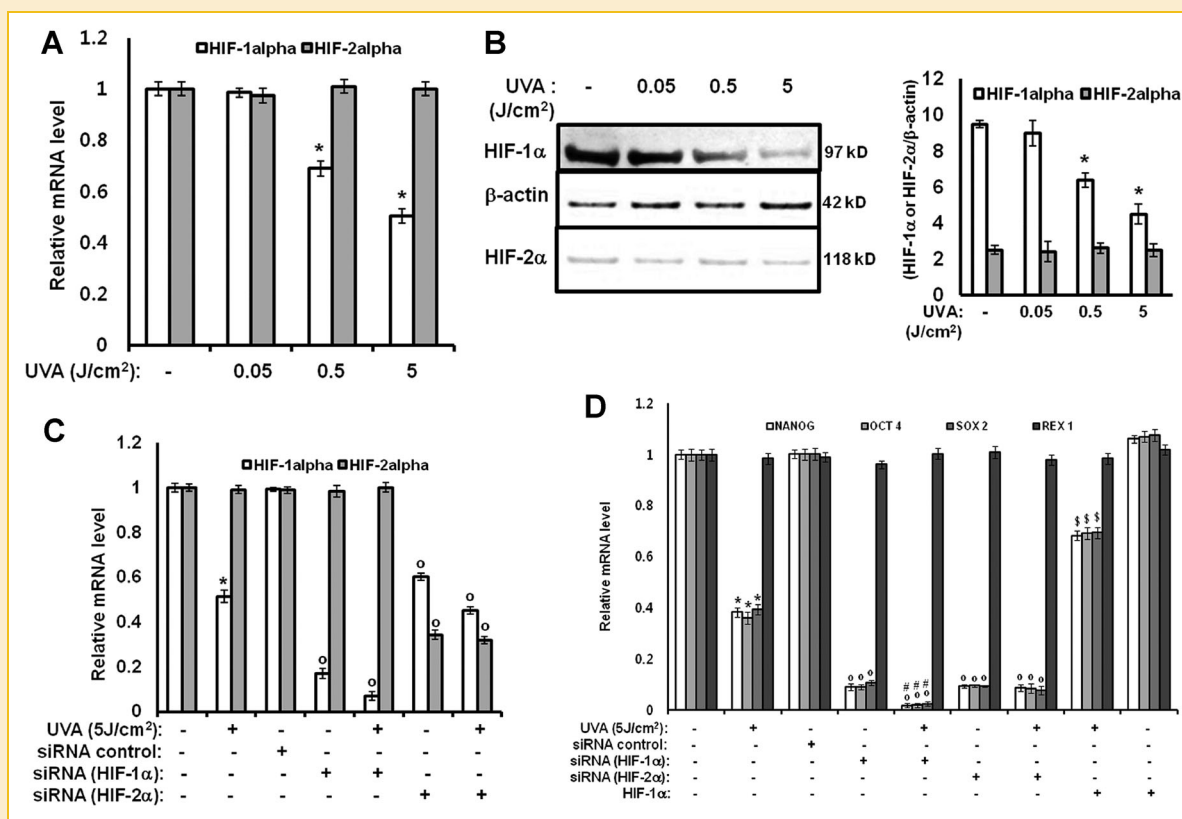 A
HIF-1alpha HIF-2alpha
Relative mRNA level
1.2
1
0.8
0.6
0.4
0.2
0
* *
UVA (J/cm²): - 0.05 0.5 5
B
UVA : - 0.05 0.5 5
(J/cm²)
HIF-1α 97 kD
β-actin 42 kD
HIF-2α 118 kD
HIF-1alpha HIF-2alpha
(HIF-1α or HIF-2α/β-actin)
12
10
8
6
4
2
0
* *
UVA: - 0.05 0.5 5
(J/cm²)
C
HIF-1alpha HIF-2alpha
Relative mRNA level
1.2
1
0.8
0.6
0.4
0.2
0
* o o o o o o
UVA (5J/cm²): - + - - + - +
siRNA control: - - + - - - -
siRNA (HIF-1α): - - - + + - -
siRNA (HIF-2α): - - - - - + +
D
NANOG OCT 4 SOX 2 REX 1
Relative mRNA level
1.2
1
0.8
0.6
0.4
0.2
0
$ $ $
* * *
# # #
o o o o o o o o o o o o
UVA (5J/cm²): - + - - + - + + -
siRNA control: - - + - - - - - -
siRNA (HIF-1α): - - - + + - - - -
siRNA (HIF-2α): - - - - - + + - -
HIF-1α: - - - - - - - + +